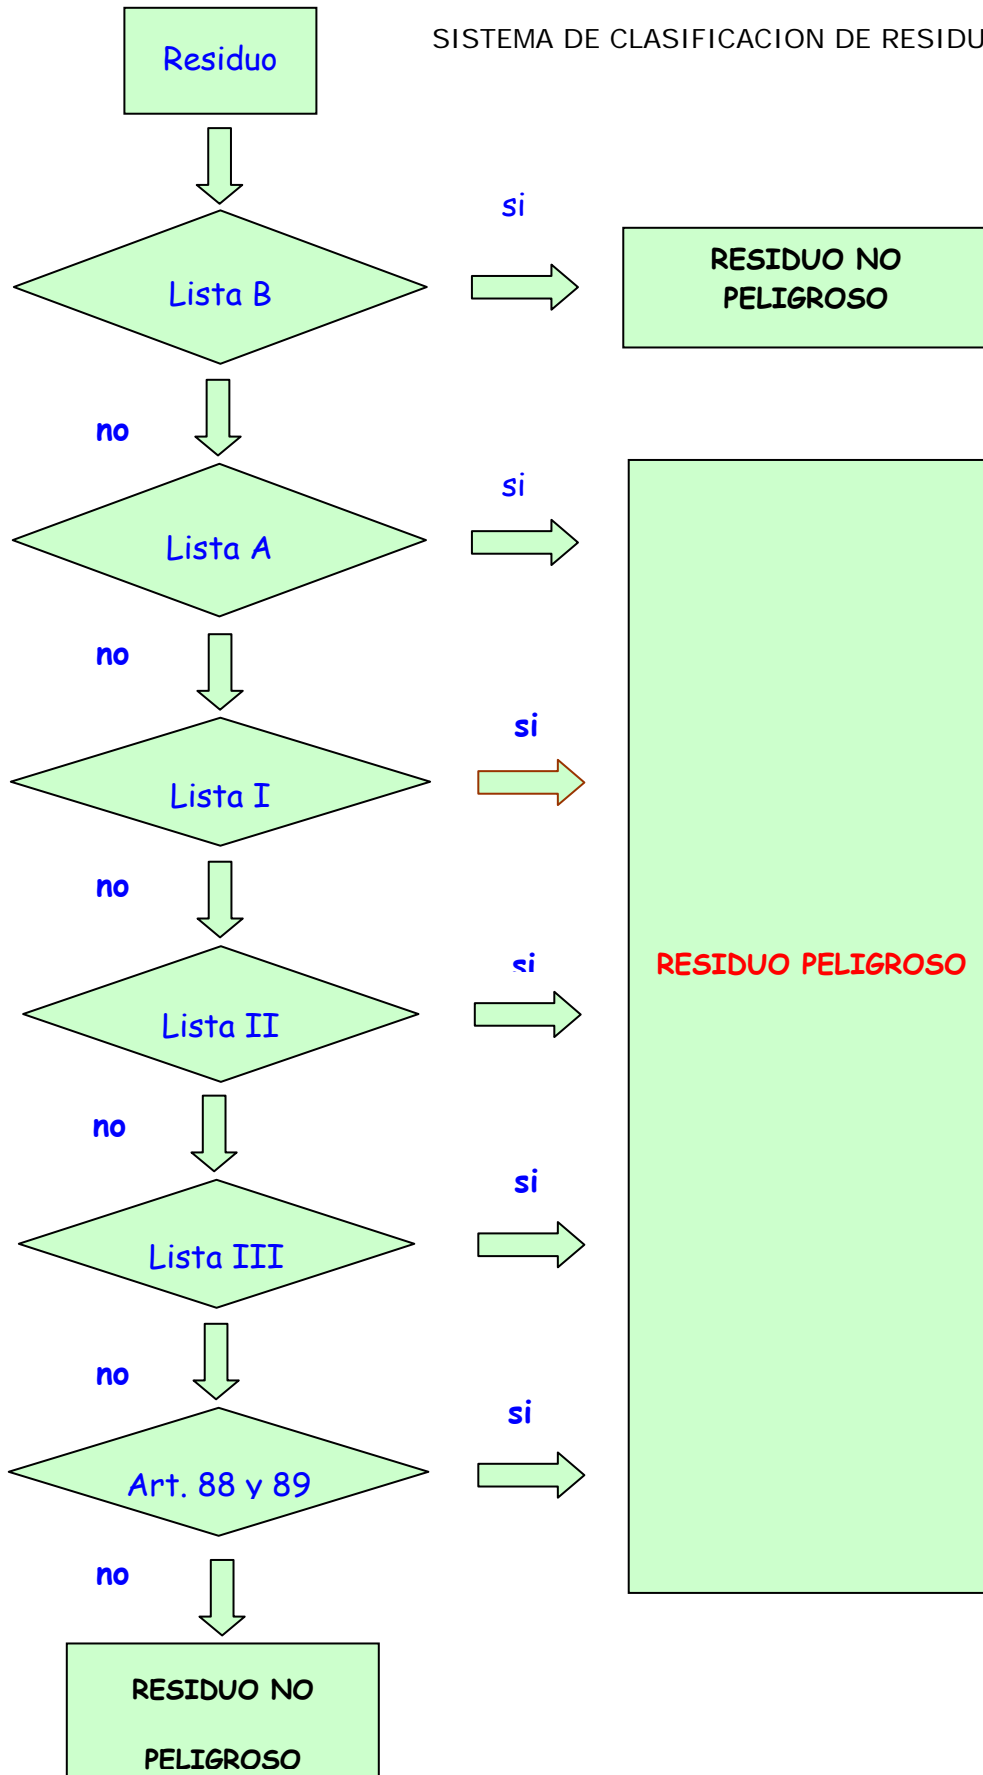 SISTEMA DE CLASIFICACION DE RESIDU
Residuo
si
Lista B
RESIDUO NO
PELIGROSO
no
si
Lista A
no
si
Lista I
no
si
Lista II
RESIDUO PELIGROSO
no
si
Lista III
no
si
Art. 88 y 89
no
RESIDUO NO
PELIGROSO